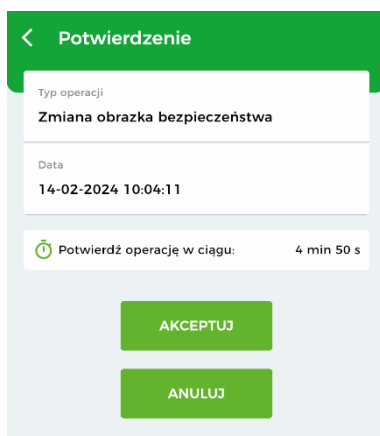 Potwierdzenie
Typ operacji
Zmiana obrazka bezpieczeństwa
Data
14-02-2024 10:04:11
Potwierdź operację w ciągu: 4 min 50 s
AKCEPTUJ
ANULUJ